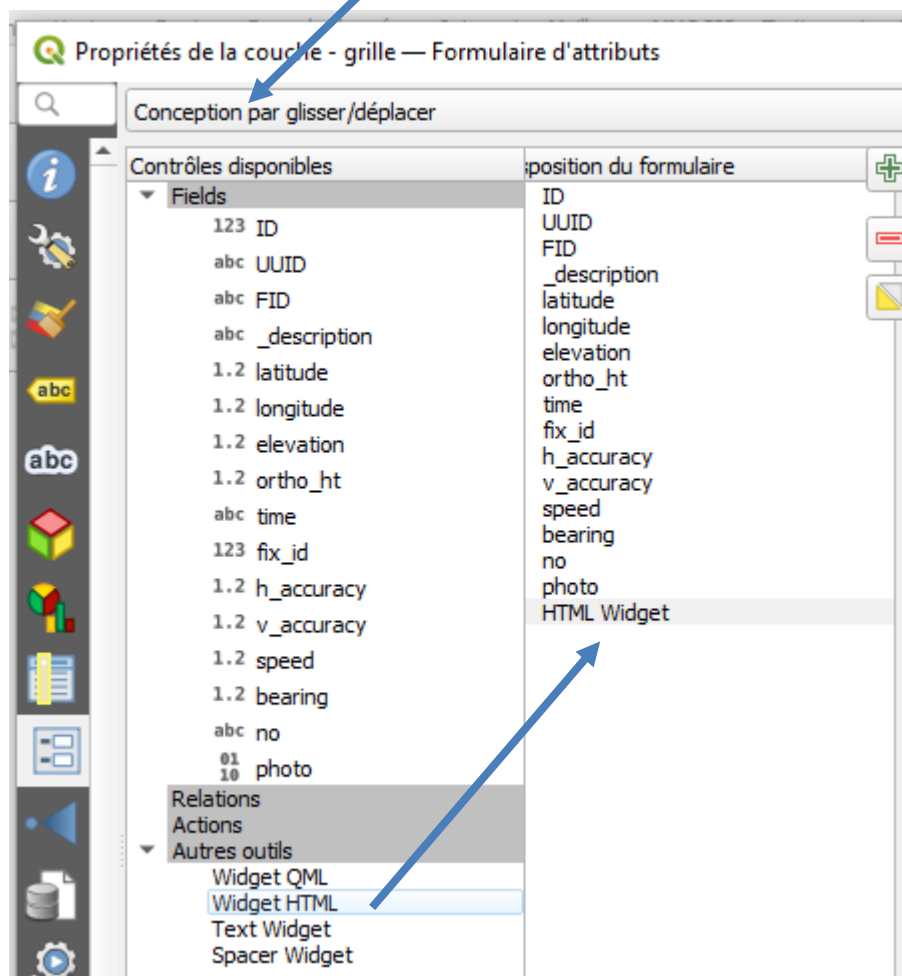 Propriétés de la couche - grille — Formulaire d'attributs
Conception par glisser/déplacer
Contrôles disponibles
position du formulaire
Fields
123 ID
abc UUID
abc FID
abc _description
1.2 latitude
1.2 longitude
1.2 elevation
1.2 ortho_ht
abc time
123 fix_id
1.2 h_accuracy
1.2 v_accuracy
1.2 speed
1.2 bearing
abc no
01
10 photo
Relations
Actions
Autres outils
Widget QML
Widget HTML
Text Widget
Spacer Widget
ID
UUID
FID
_description
latitude
longitude
elevation
ortho_ht
time
fix_id
h_accuracy
v_accuracy
speed
bearing
no
photo
HTML Widget
abc
abc